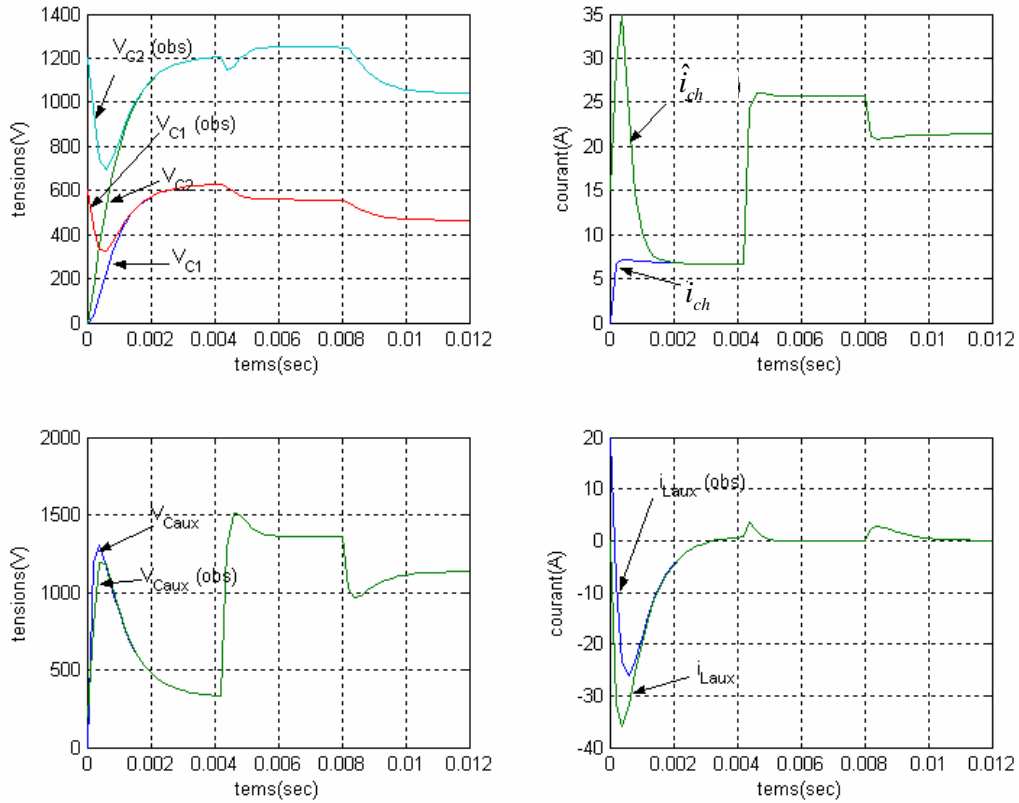 1400
1200
1000
800
600
400
200
0
tensions(V)
V_C2 (obs)
V_C1 (obs)
V_C2
V_C1
0 0.002 0.004 0.006 0.008 0.01 0.012
tems(sec)
35
30
25
20
15
10
5
0
courant(A)
î_ch
i_ch
0 0.002 0.004 0.006 0.008 0.01 0.012
tems(sec)
2000
1500
1000
500
0
tensions(V)
V_Caux
V_Caux (obs)
0 0.002 0.004 0.006 0.008 0.01 0.012
tems(sec)
20
10
0
-10
-20
-30
-40
courant(A)
i_Laux (obs)
i_Laux
0 0.002 0.004 0.006 0.008 0.01 0.012
tems(sec)